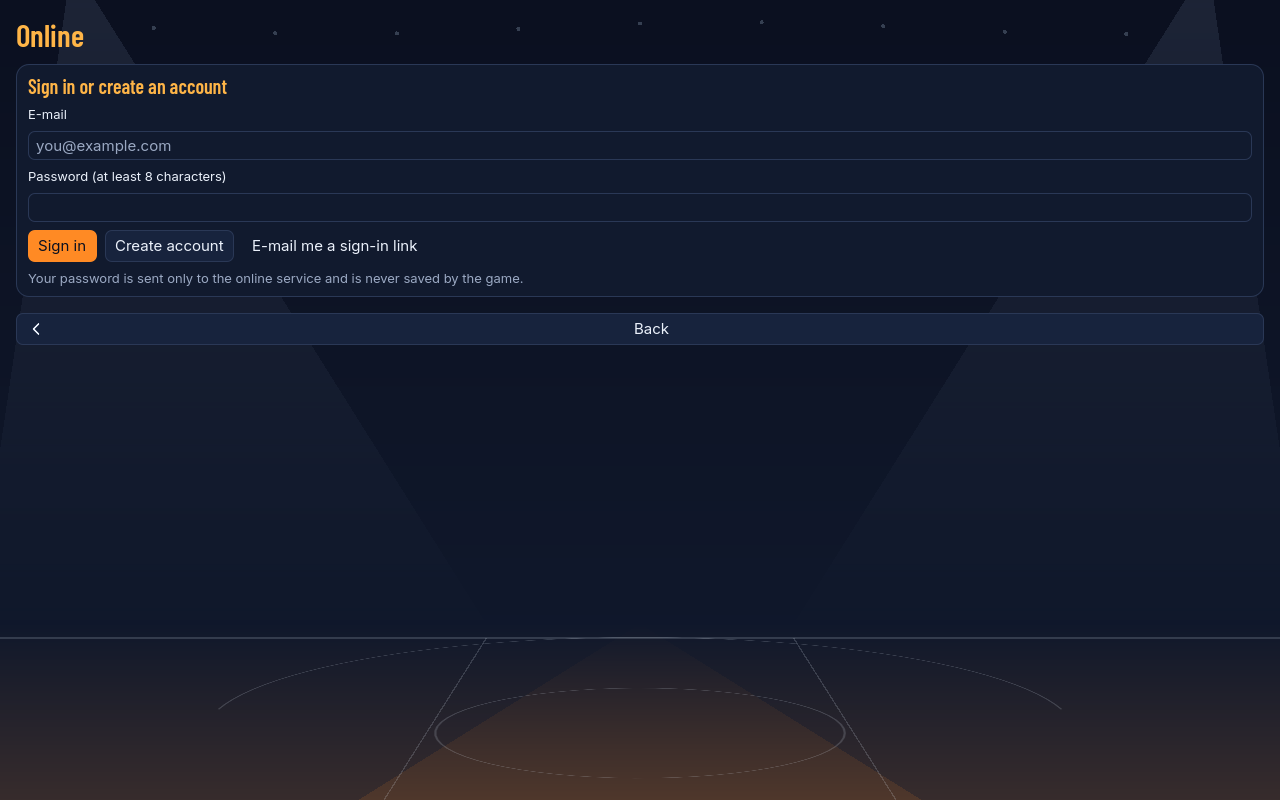 Online
Sign in or create an account
E-mail
you@example.com
Password (at least 8 characters)
Sign in Create account E-mail me a sign-in link
Your password is sent only to the online service and is never saved by the game.
Back